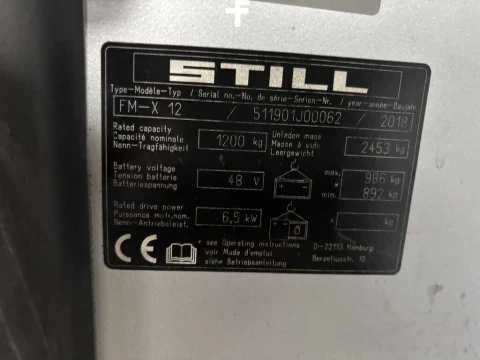 STILL
Type-Modèle-Typ / Serial no.-No. de série-Serien-Nr. / year-année-Baujahr
FM-X 12 / 511901J00062 / 2018
Rated capacity
Capacité nominale
Nenn-Tragfähigkeit
1200 kg
Unladen mass
Masse à vide
Leergewicht
2453 kg
Battery voltage
Tension batterie
Batteriespannung
48 V
max. 986 kg
*
min. 892 kg
Rated drive power
Puissance motr.nom.
Nenn-Antriebsleist.
6,5 kW
* kg
CE
* see Operating instructions
voir Mode d'emploi
siehe Betriebsanleitung
D-22113 Hamburg
Berzeliusstr. 10